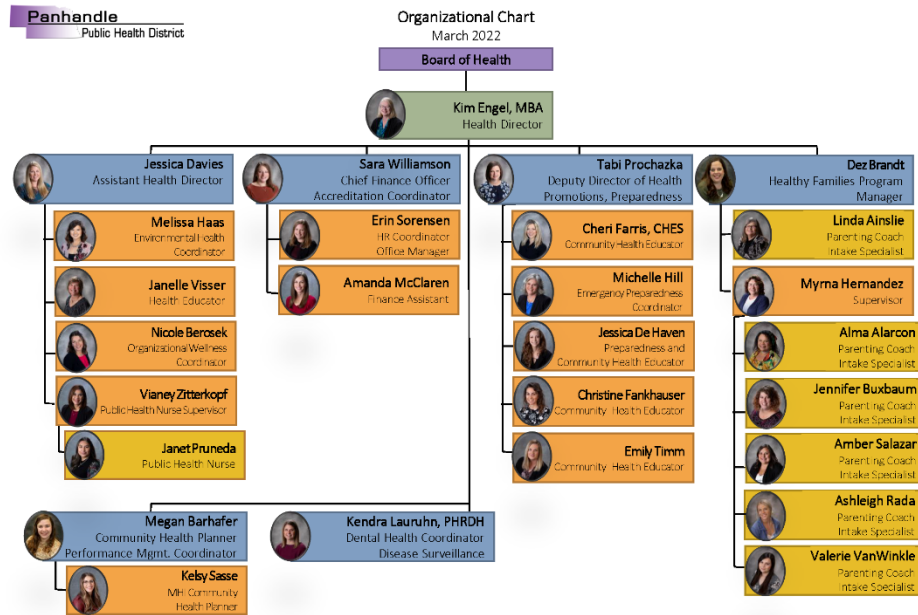 Panhandle
Public Health District
Organizational Chart
March 2022
Board of Health
Kim Engel, MBA
Health Director
Jessica Davies
Assistant Health Director
Melissa Haas
Environmental Health
Coordinator
Janelle Visser
Health Educator
Nicole Berosek
Organizational Wellness
Coordinator
Vianey Zitterkopf
Public Health Nurse Supervisor
Janet Pruneda
Public Health Nurse
Sara Williamson
Chief Finance Officer
Accreditation Coordinator
Erin Sorensen
HR Coordinator
Office Manager
Amanda McClaren
Finance Assistant
Tabi Prochazka
Deputy Director of Health
Promotions, Preparedness
Cheri Farris, CHES
Community Health Educator
Michelle Hill
Emergency Preparedness
Coordinator
Jessica De Haven
Preparedness and
Community Health Educator
Christine Fankhauser
Community Health Educator
Emily Timm
Community Health Educator
Dez Brandt
Healthy Families Program
Manager
Linda Ainslie
Parenting Coach
Intake Specialist
Myrna Hernandez
Supervisor
Alma Alarcon
Parenting Coach
Intake Specialist
Jennifer Buxbaum
Parenting Coach
Intake Specialist
Amber Salazar
Parenting Coach
Intake Specialist
Ashleigh Rada
Parenting Coach
Intake Specialist
Valerie VanWinkle
Parenting Coach
Intake Specialist
Megan Barhafer
Community Health Planner
Performance Mgmt. Coordinator
Kelsy Sasse
MHI Community
Health Planner
Kendra Lauruhn, PHRDH
Dental Health Coordinator
Disease Surveillance